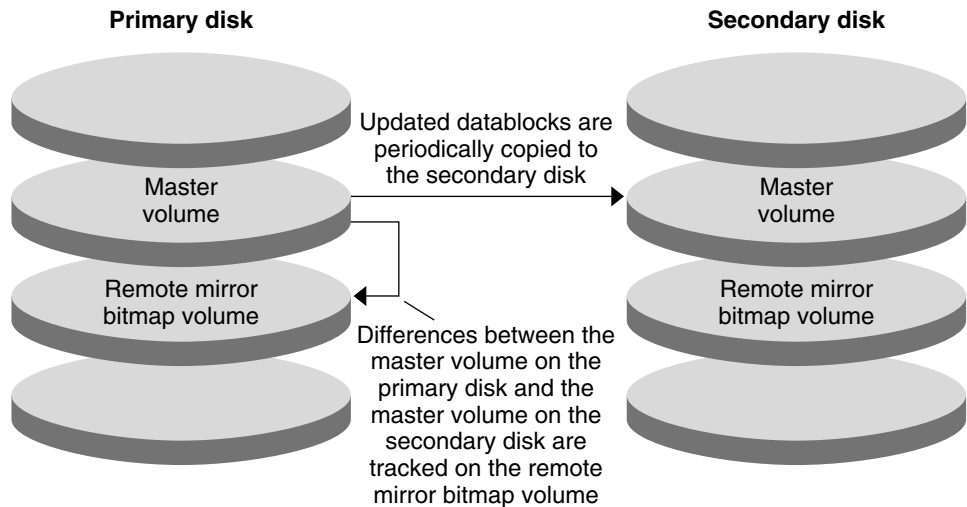 Primary disk
Secondary disk
Updated datablocks are
periodically copied to
the secondary disk
Master
volume
Master
volume
Remote mirror
bitmap volume
Remote mirror
bitmap volume
Differences between the
master volume on the
primary disk and the
master volume on the
secondary disk are
tracked on the remote
mirror bitmap volume